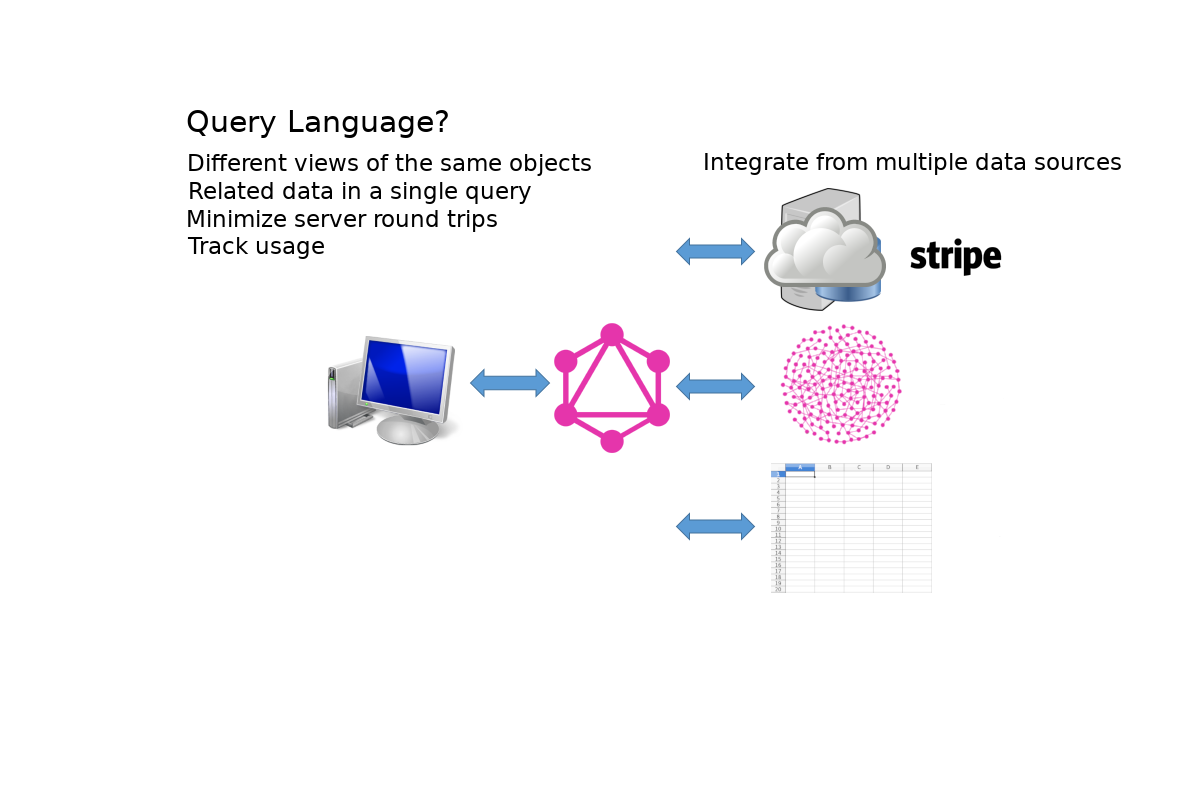 Query Language?
Different views of the same objects
Related data in a single query
Minimize server round trips
Track usage
Integrate from multiple data sources
stripe
A B C D E
1
2
3
4
5
6
7
8
9
10
11
12
13
14
15
16
17
18
19
20